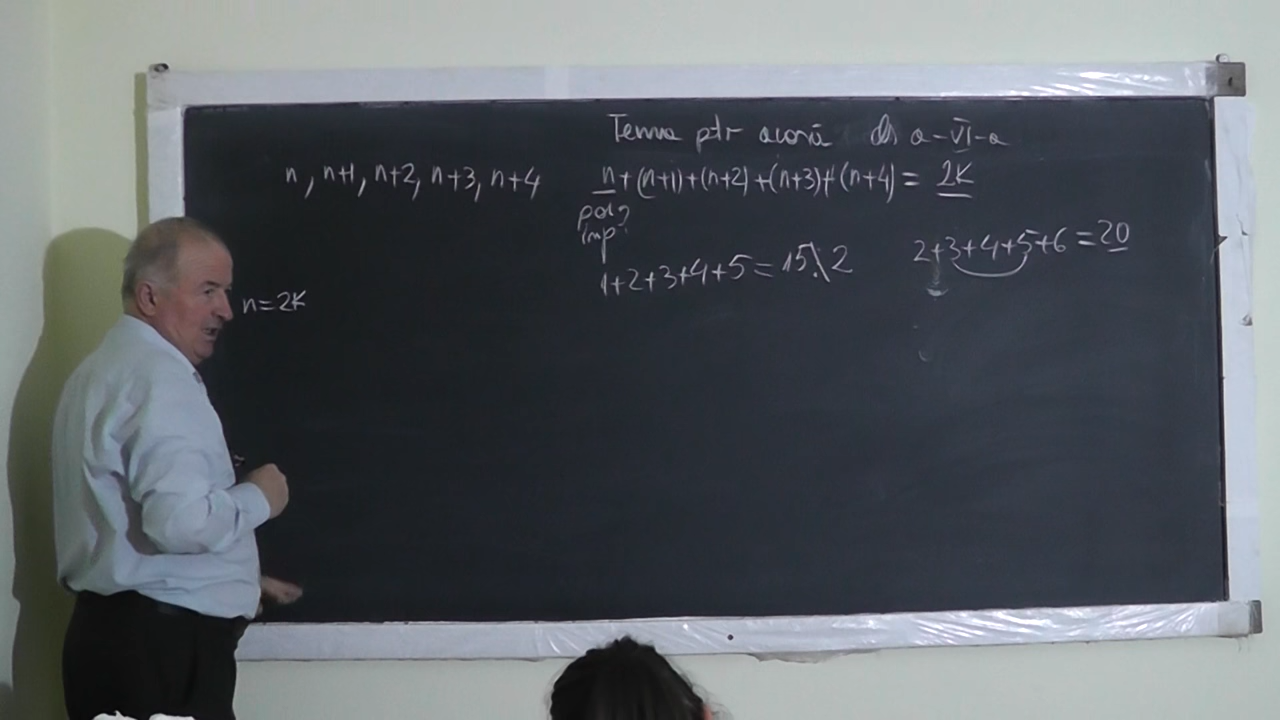 Tema ptr acasă cls a-VI-a
n, n+1, n+2, n+3, n+4
n+(n+1)+(n+2)+(n+3)+(n+4) = 2K
par?
imp
1+2+3+4+5=15⋮̸2
2+3+4+5+6=20
n=2K